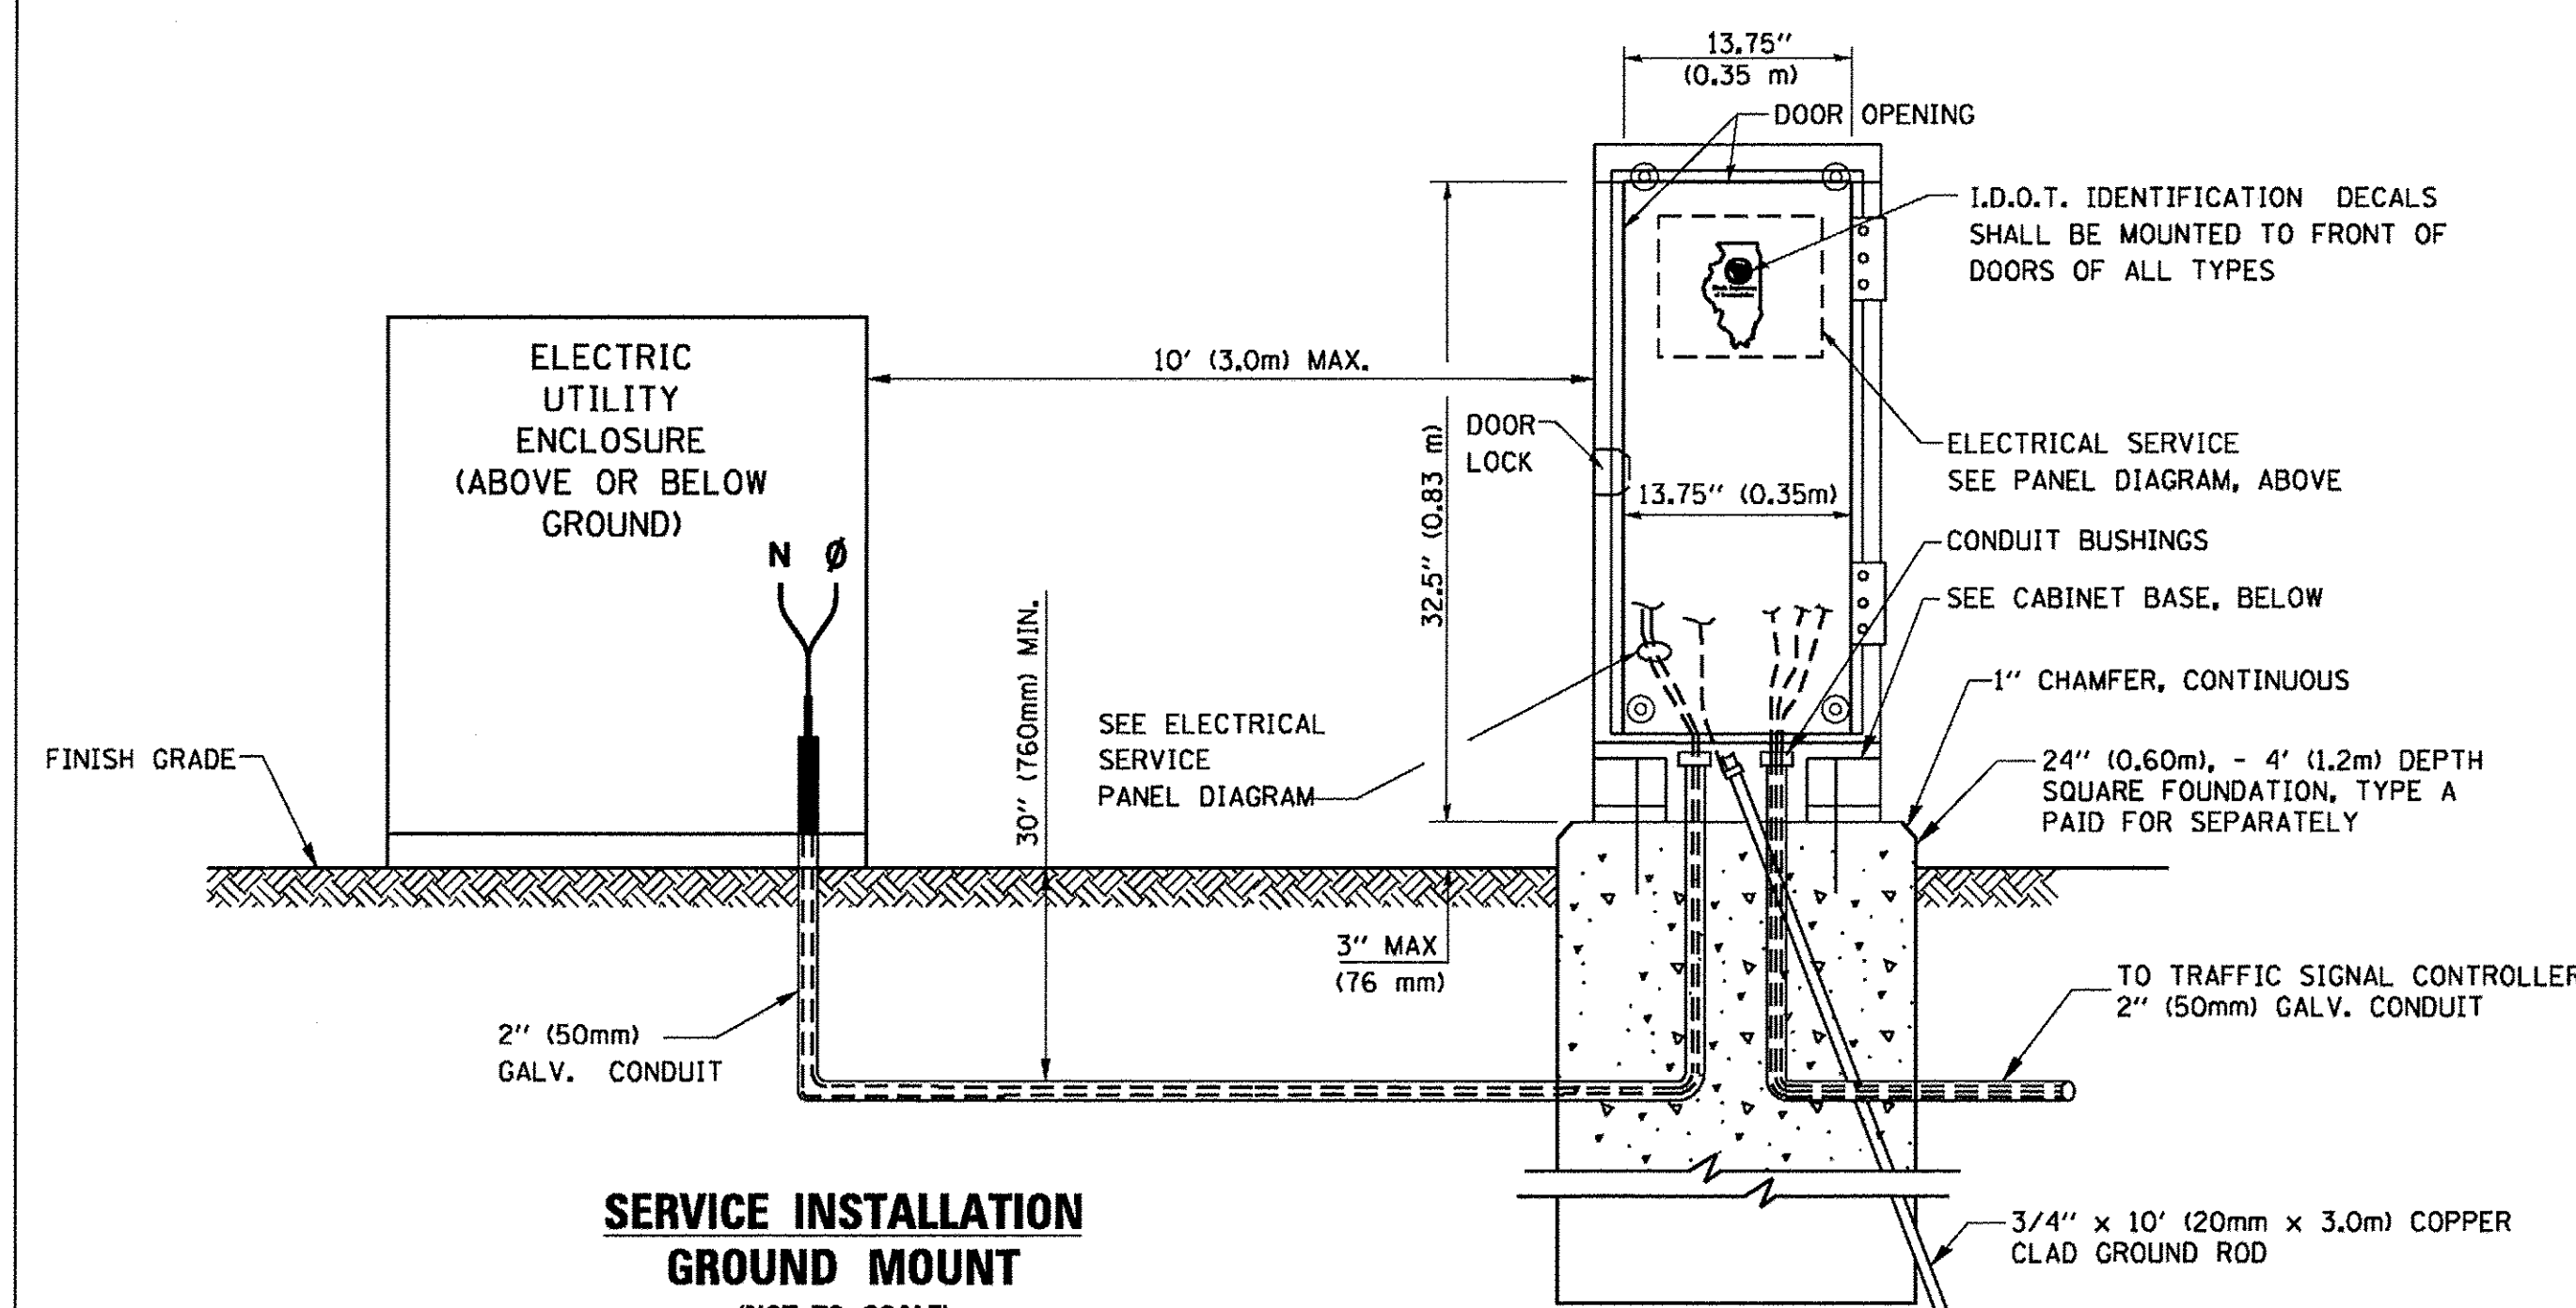 13.75"
(0.35 m)
DOOR OPENING
I.D.O.T. IDENTIFICATION DECALS
SHALL BE MOUNTED TO FRONT OF
DOORS OF ALL TYPES
ELECTRIC
UTILITY
ENCLOSURE
(ABOVE OR BELOW
GROUND)
N Ø
10' (3.0m) MAX.
32.5" (0.83 m)
DOOR
LOCK
13.75" (0.35m)
ELECTRICAL SERVICE
SEE PANEL DIAGRAM, ABOVE
CONDUIT BUSHINGS
SEE CABINET BASE, BELOW
1" CHAMFER, CONTINUOUS
24" (0.60m), - 4' (1.2m) DEPTH
SQUARE FOUNDATION, TYPE A
PAID FOR SEPARATELY
FINISH GRADE
30" (760mm) MIN.
SEE ELECTRICAL
SERVICE
PANEL DIAGRAM
3" MAX
(76 mm)
2" (50mm)
GALV. CONDUIT
TO TRAFFIC SIGNAL CONTROLLER
2" (50mm) GALV. CONDUIT
3/4" x 10' (20mm x 3.0m) COPPER
CLAD GROUND ROD
SERVICE INSTALLATION
GROUND MOUNT
(NOT TO SCALE)